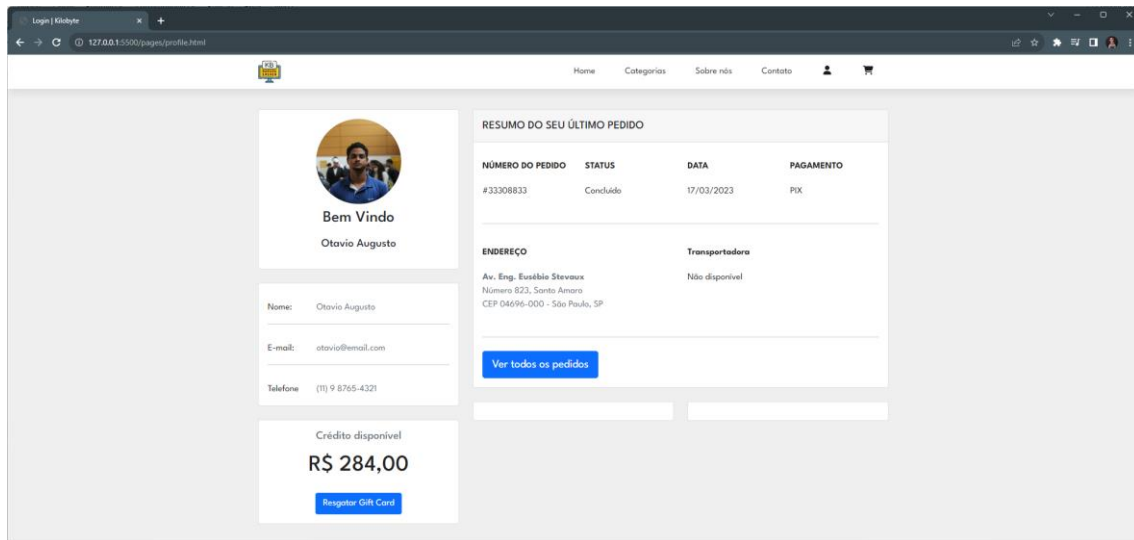 Login | Kilobyte
127.0.0.1:5500/pages/profile.html
KB
Home Categorias Sobre nós Contato
Bem Vindo
Otavio Augusto
Nome: Otavio Augusto
E-mail: otavio@email.com
Telefone (11) 9 8765-4321
Crédito disponível
R$ 284,00
Resgatar Gift Card
RESUMO DO SEU ÚLTIMO PEDIDO
NÚMERO DO PEDIDO STATUS DATA PAGAMENTO
#33308833 Concluído 17/03/2023 PIX
ENDEREÇO Transportadora
Av. Eng. Eusébio Stevaux Não disponível
Número 823, Santo Amaro
CEP 04696-000 - São Paulo, SP
Ver todos os pedidos